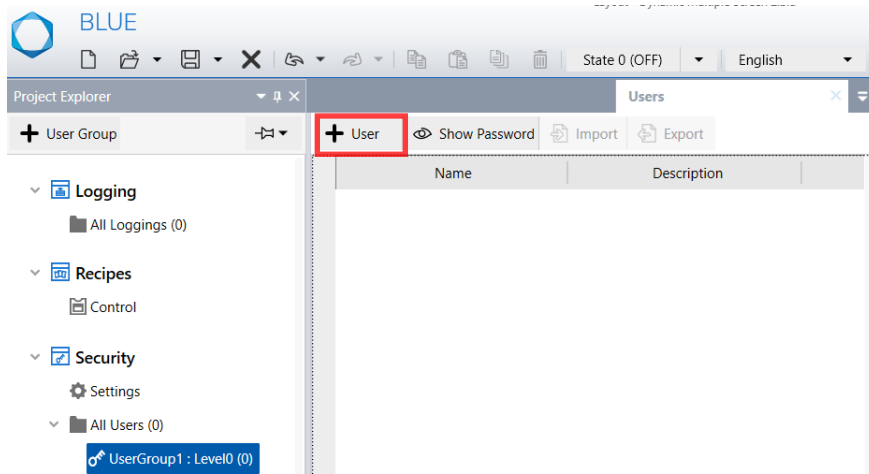 BLUE
State 0 (OFF) English
Project Explorer
Users
User Group
User Show Password Import Export
Name Description
Logging
All Loggings (0)
Recipes
Control
Security
Settings
All Users (0)
UserGroup1 : Level0 (0)